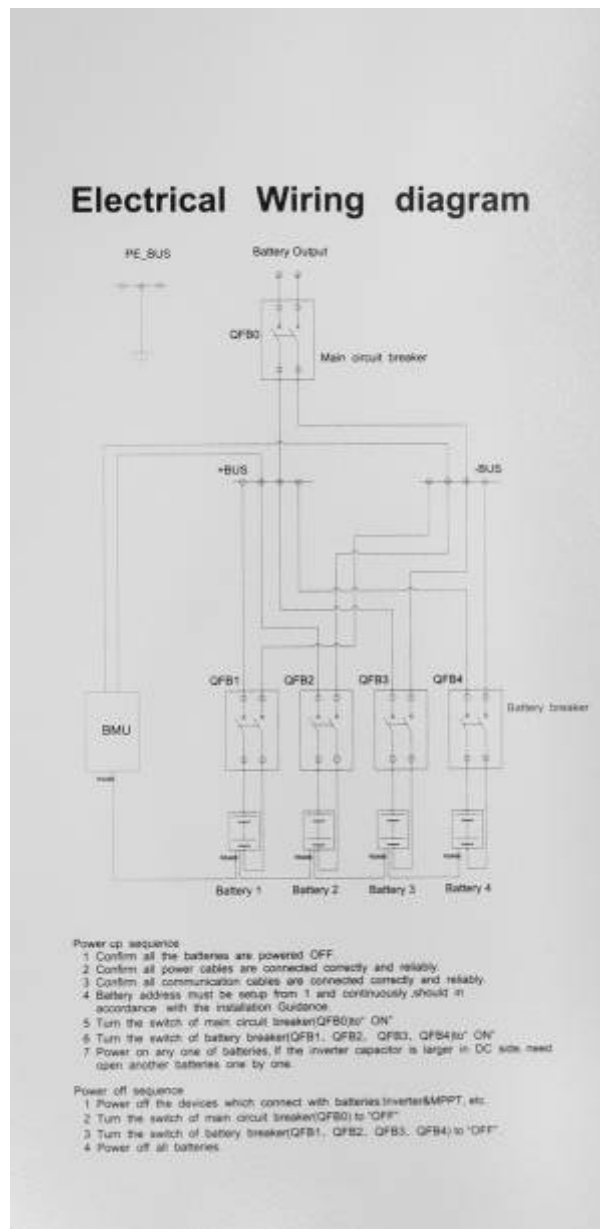 Electrical Wiring diagram
PE_BUS
Battery Output
QFB0
Main circuit breaker
+BUS
-BUS
QFB1
QFB2
QFB3
QFB4
Battery breaker
BMU
Battery 1
Battery 2
Battery 3
Battery 4
Power up sequence
1 Confirm all the batteries are powered OFF
2 Confirm all power cables are connected correctly and reliably.
3 Confirm all communication cables are connected correctly and reliably.
4 Battery address must be setup from 1 and continuously ,should in
accordance with the installation Guidance.
5 Turn the switch of main circuit breaker(QFB0)to" ON"
6 Turn the switch of battery breaker(QFB1, QFB2, QFB3, QFB4)to" ON"
7 Power on any one of batteries, If the inverter capacitor is larger in DC side need
open another batteries one by one.
Power off sequence
1 Power off the devices which connect with batteries:Inverter&MPPT, etc.
2 Turn the switch of main circuit breaker(QFB0) to "OFF"
3 Turn the switch of battery breaker(QFB1, QFB2, QFB3, QFB4) to "OFF".
4 Power off all batteries